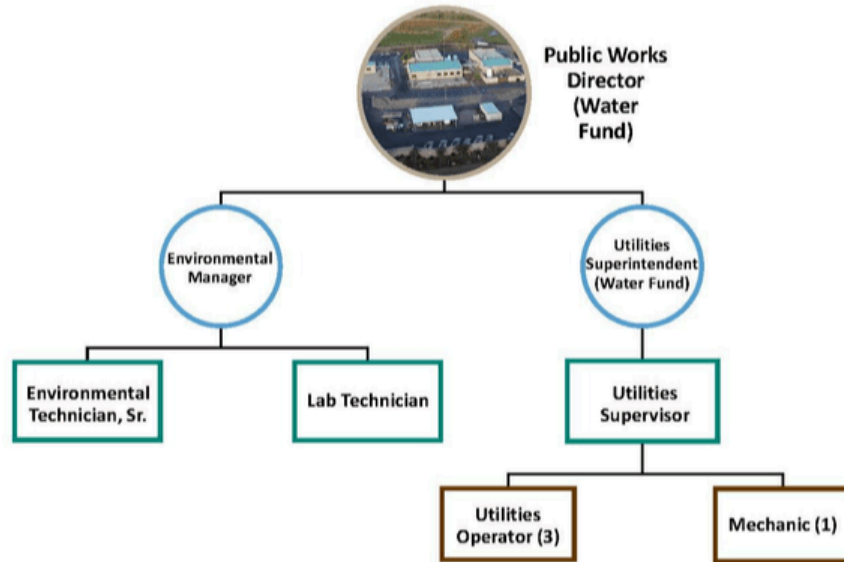 Public Works
Director
(Water
Fund)
Environmental
Manager
Utilities
Superintendent
(Water Fund)
Environmental
Technician, Sr.
Lab Technician
Utilities
Supervisor
Utilities
Operator (3)
Mechanic (1)